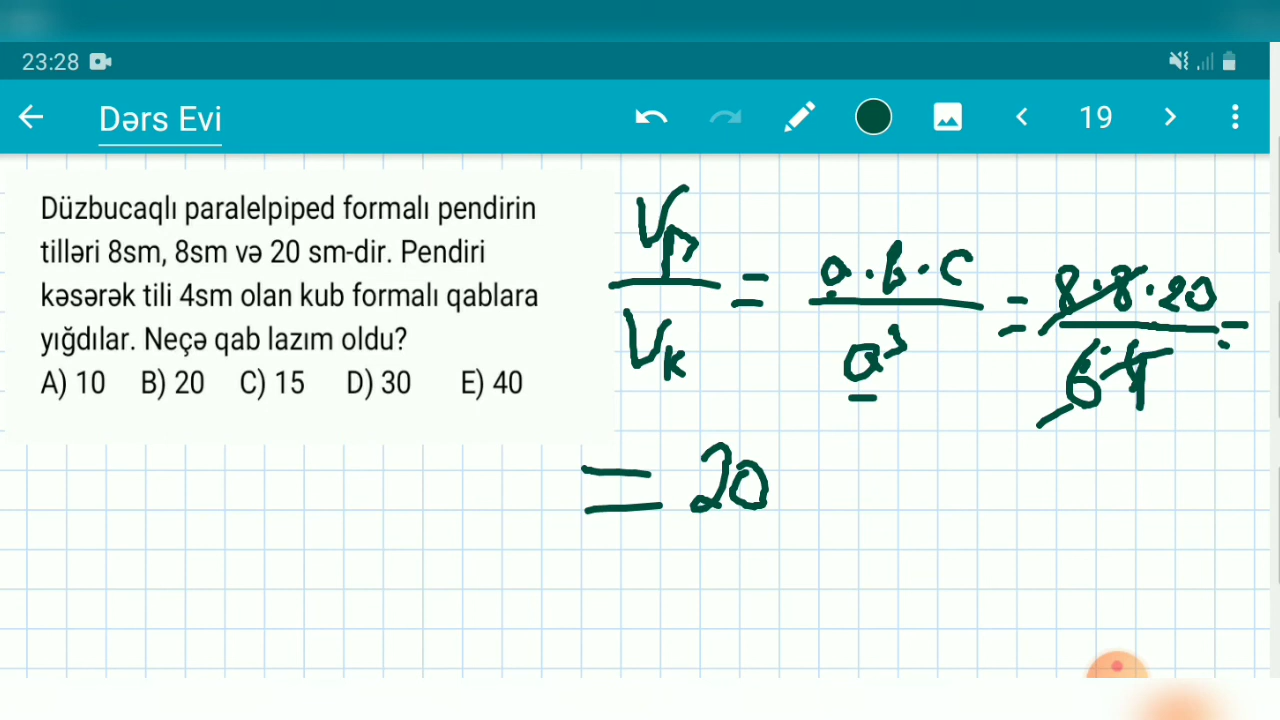 23:28
Dərs Evi
19
Düzbucaqlı paralelpiped formalı pendirin
tilləri 8sm, 8sm və 20 sm-dir. Pendiri
kəsərək tili 4sm olan kub formalı qablara
yığdılar. Neçə qab lazım oldu?
A) 10 B) 20 C) 15 D) 30 E) 40
Vp/Vk = a·b·c/a³ = 8·8·20/64 =
= 20